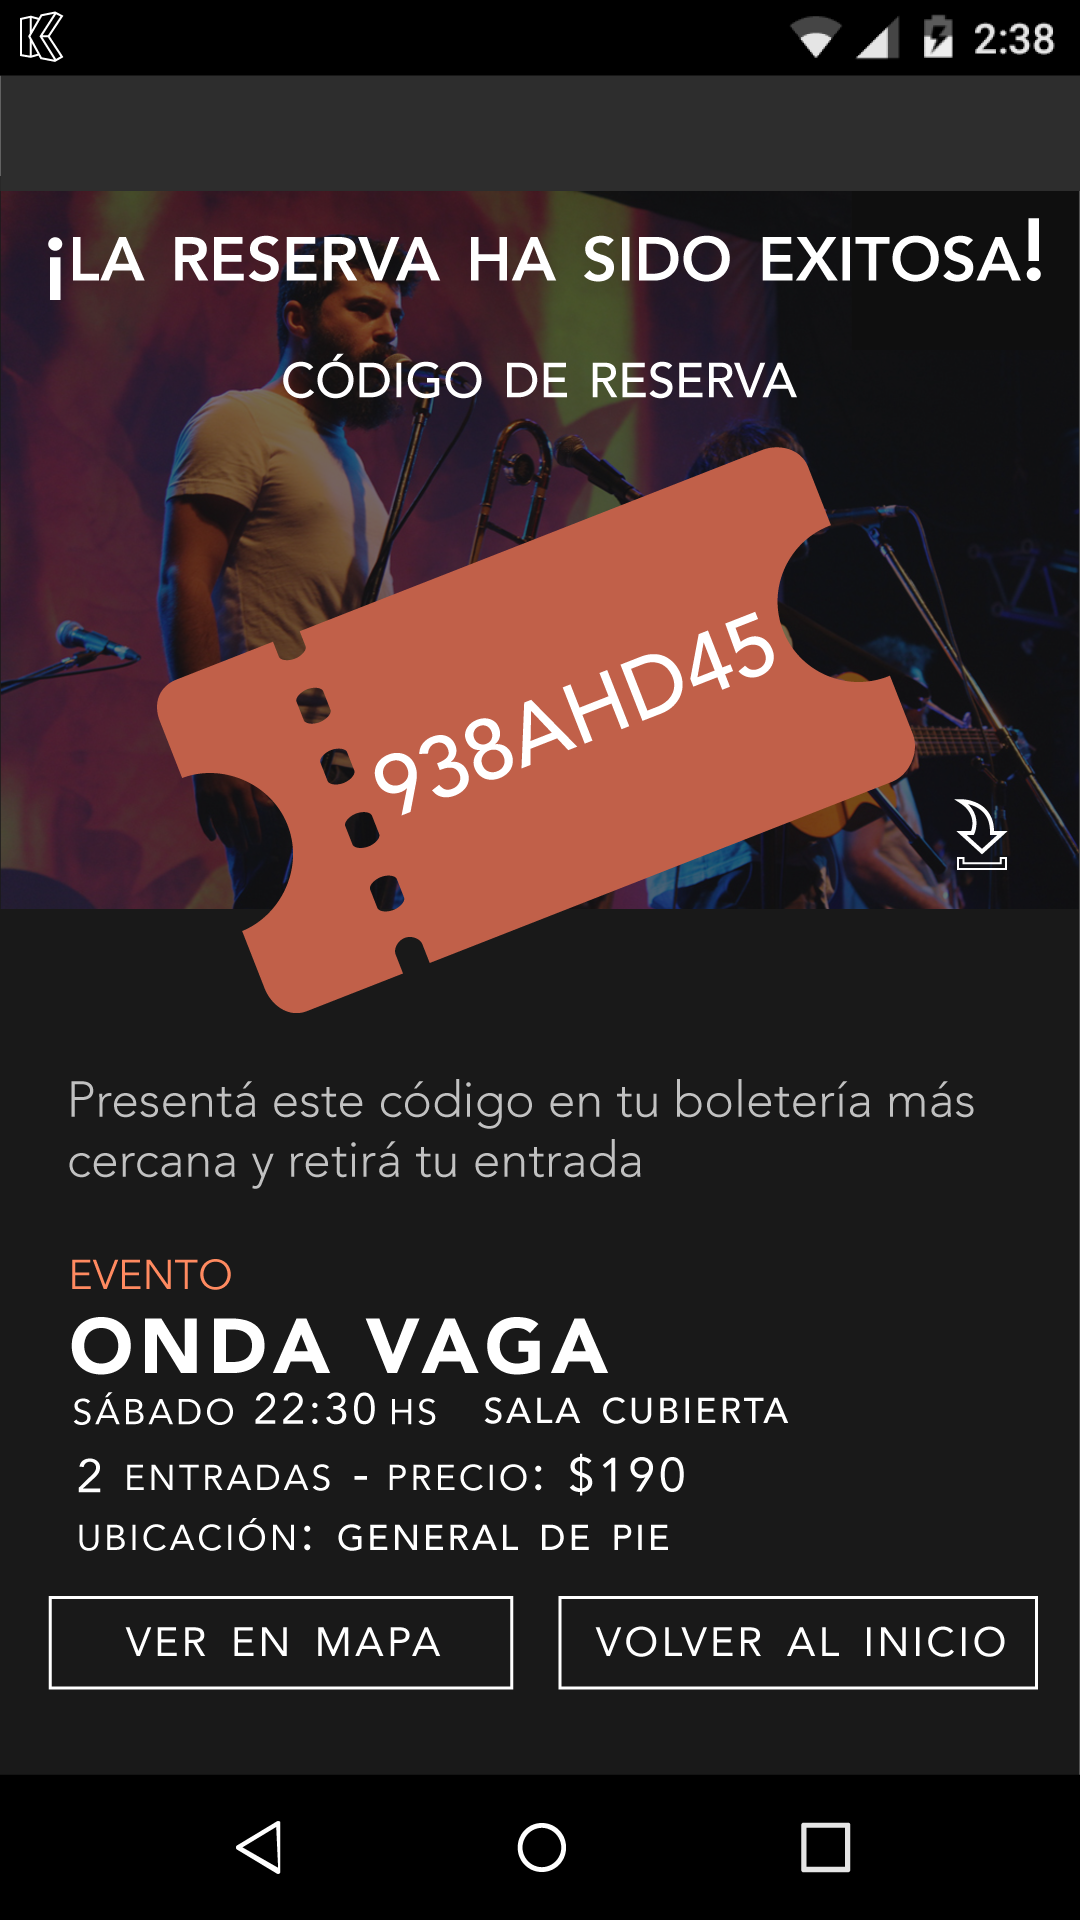 2:38
¡LA RESERVA HA SIDO EXITOSA!
CÓDIGO DE RESERVA
938AHD45
Presentá este código en tu boletería más
cercana y retirá tu entrada
EVENTO
ONDA VAGA
SÁBADO 22:30 HS SALA CUBIERTA
2 ENTRADAS - PRECIO: $190
UBICACIÓN: GENERAL DE PIE
VER EN MAPA VOLVER AL INICIO